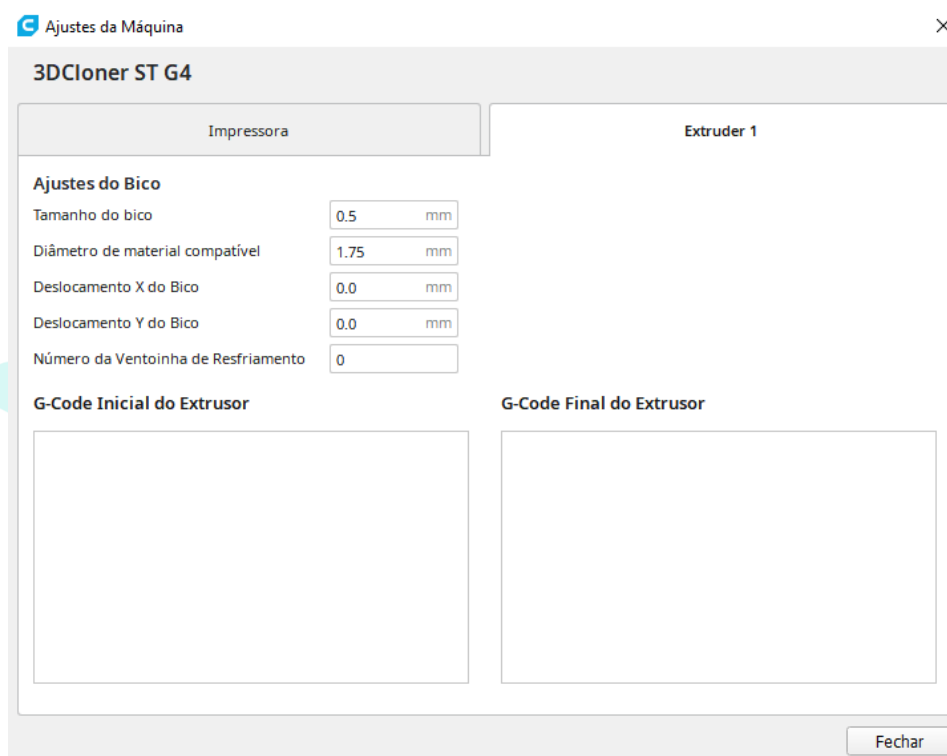 Ajustes da Máquina
3DCloner ST G4
Impressora
Extruder 1
Ajustes do Bico
Tamanho do bico 0.5 mm
Diâmetro de material compatível 1.75 mm
Deslocamento X do Bico 0.0 mm
Deslocamento Y do Bico 0.0 mm
Número da Ventoinha de Resfriamento 0
G-Code Inicial do Extrusor
G-Code Final do Extrusor
Fechar